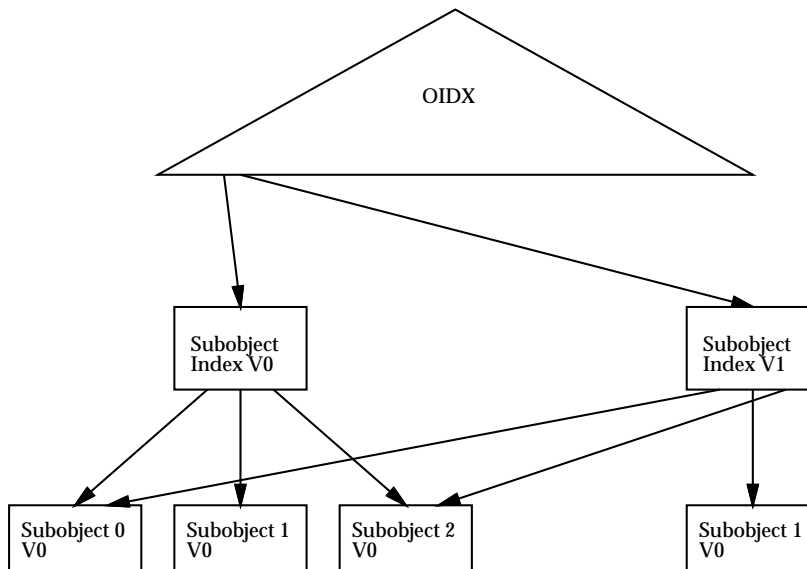 OIDX
Subobject
Index V0
Subobject
Index V1
Subobject 0
V0
Subobject 1
V0
Subobject 2
V0
Subobject 1
V0